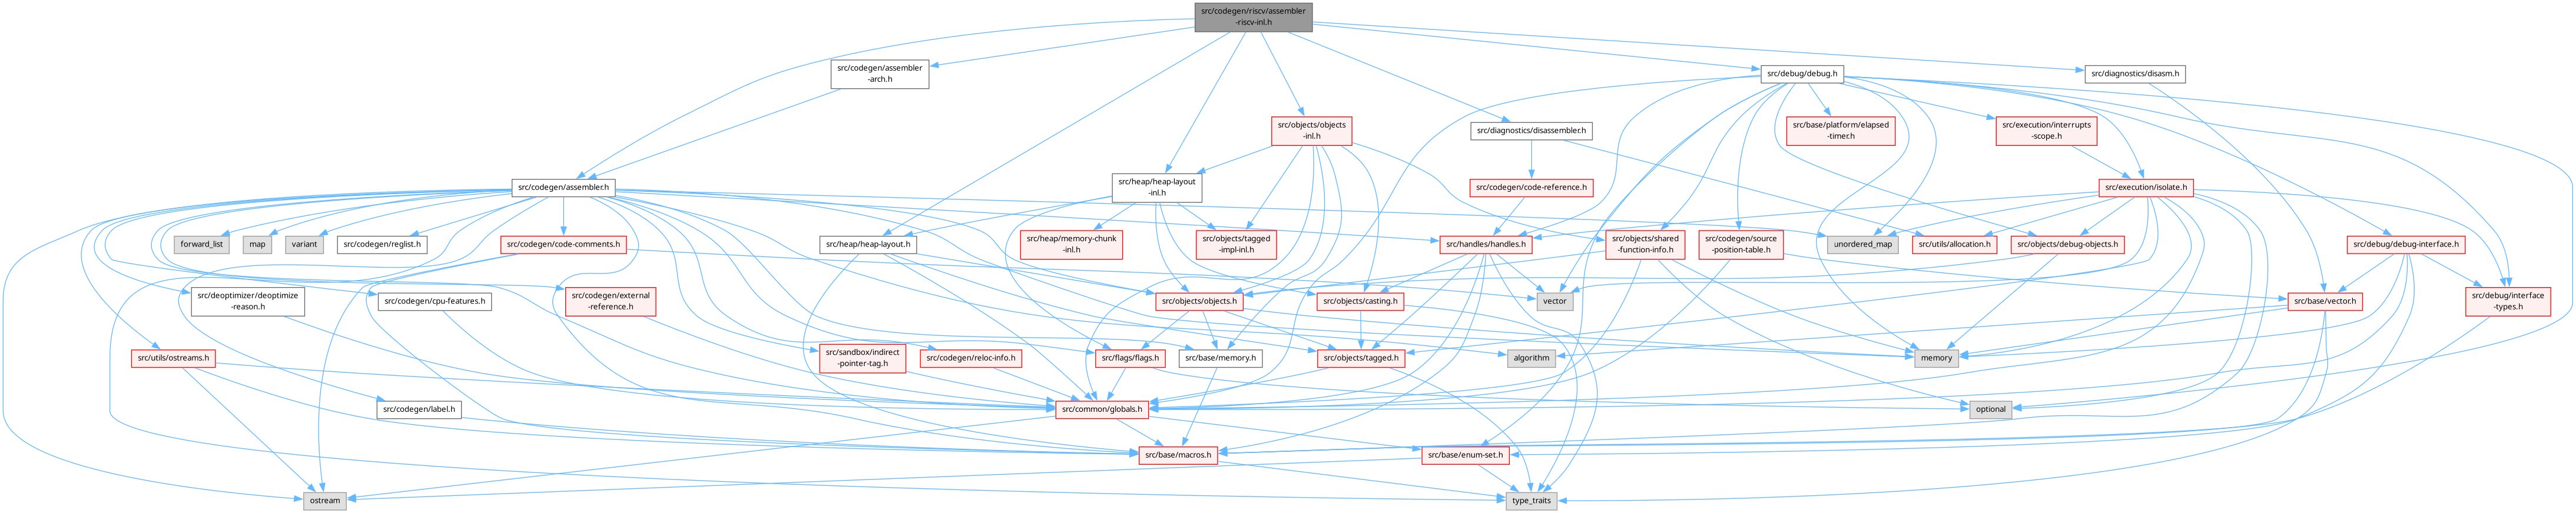 src/codegen/riscv/assembler
-riscv-inl.h
src/codegen/assembler
-arch.h
src/debug/debug.h
src/diagnostics/disasm.h
src/objects/objects
-inl.h
src/diagnostics/disassembler.h
src/base/platform/elapsed
-timer.h
src/execution/interrupts
-scope.h
src/codegen/assembler.h
src/heap/heap-layout
-inl.h
src/codegen/code-reference.h
src/execution/isolate.h
forward_list
map
variant
src/codegen/reglist.h
src/codegen/code-comments.h
src/heap/heap-layout.h
src/heap/memory-chunk
-inl.h
src/objects/tagged
-impl-inl.h
src/handles/handles.h
src/objects/shared
-function-info.h
src/codegen/source
-position-table.h
unordered_map
src/utils/allocation.h
src/objects/debug-objects.h
src/debug/debug-interface.h
src/deoptimizer/deoptimize
-reason.h
src/codegen/cpu-features.h
src/codegen/external
-reference.h
src/objects/objects.h
src/objects/casting.h
vector
src/base/vector.h
src/debug/interface
-types.h
src/utils/ostreams.h
src/sandbox/indirect
-pointer-tag.h
src/codegen/reloc-info.h
src/flags/flags.h
src/base/memory.h
src/objects/tagged.h
algorithm
memory
src/codegen/label.h
src/common/globals.h
optional
src/base/macros.h
src/base/enum-set.h
ostream
type_traits